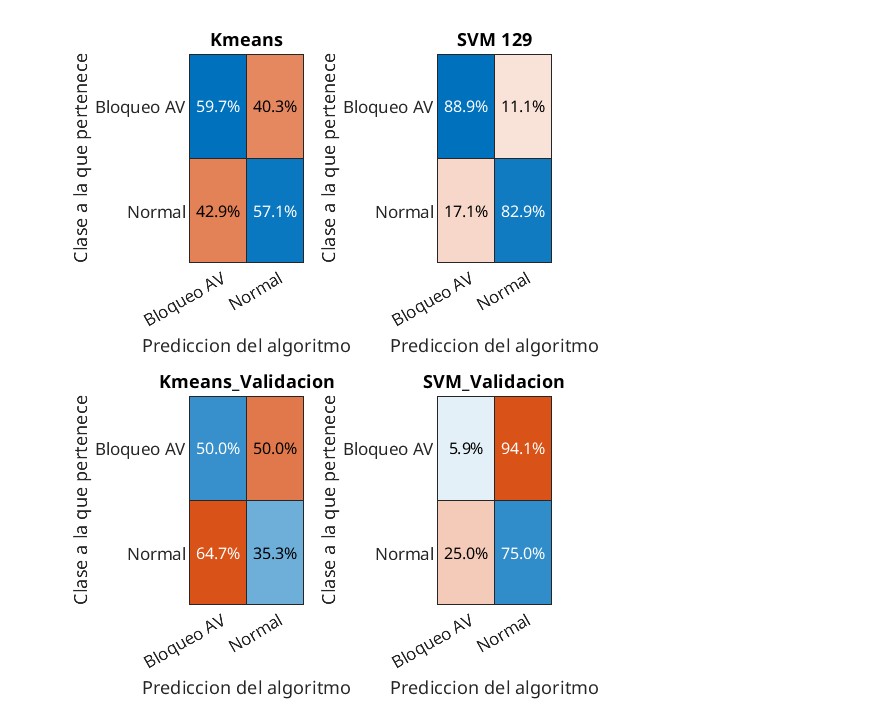 Kmeans
Clase a la que pertenece
Bloqueo AV
59.7%
40.3%
Normal
42.9%
57.1%
Bloqueo AV
Normal
Prediccion del algoritmo
SVM 129
Clase a la que pertenece
Bloqueo AV
88.9%
11.1%
Normal
17.1%
82.9%
Bloqueo AV
Normal
Prediccion del algoritmo
Kmeans_Validacion
Clase a la que pertenece
Bloqueo AV
50.0%
50.0%
Normal
64.7%
35.3%
Bloqueo AV
Normal
Prediccion del algoritmo
SVM_Validacion
Clase a la que pertenece
Bloqueo AV
5.9%
94.1%
Normal
25.0%
75.0%
Bloqueo AV
Normal
Prediccion del algoritmo